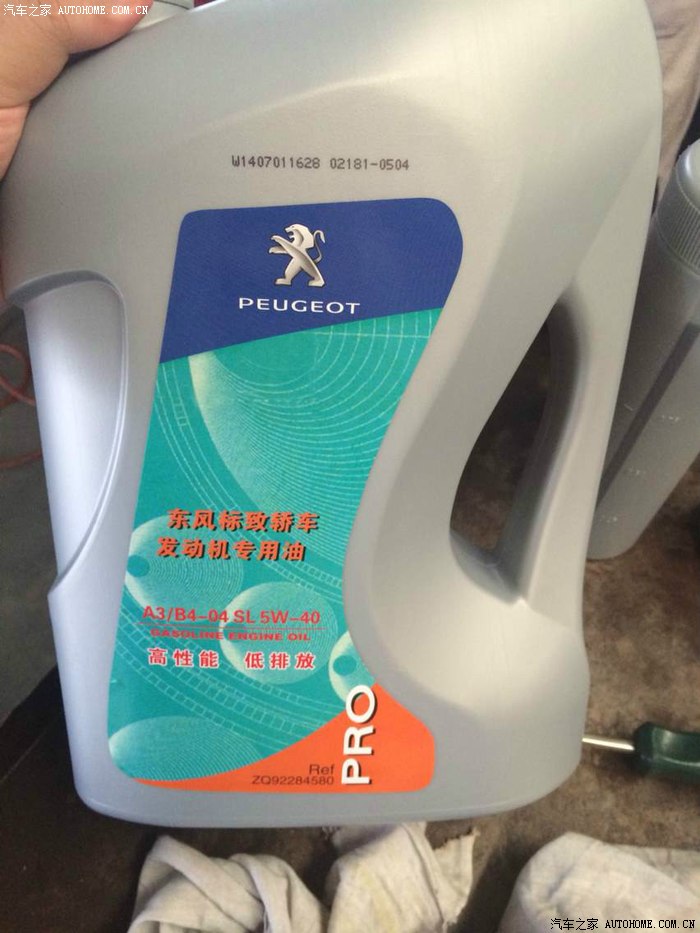 汽车之家 AUTOHOME.COM.CN
W1407011628 02181-0504
PEUGEOT
东风标致轿车
发动机专用油
A3/B4-04 SL 5W-40
GASOLINE ENGINE OIL
高性能 低排放
PRO
Ref
ZQ92284580
汽车之家 AUTOHOME.COM.CN